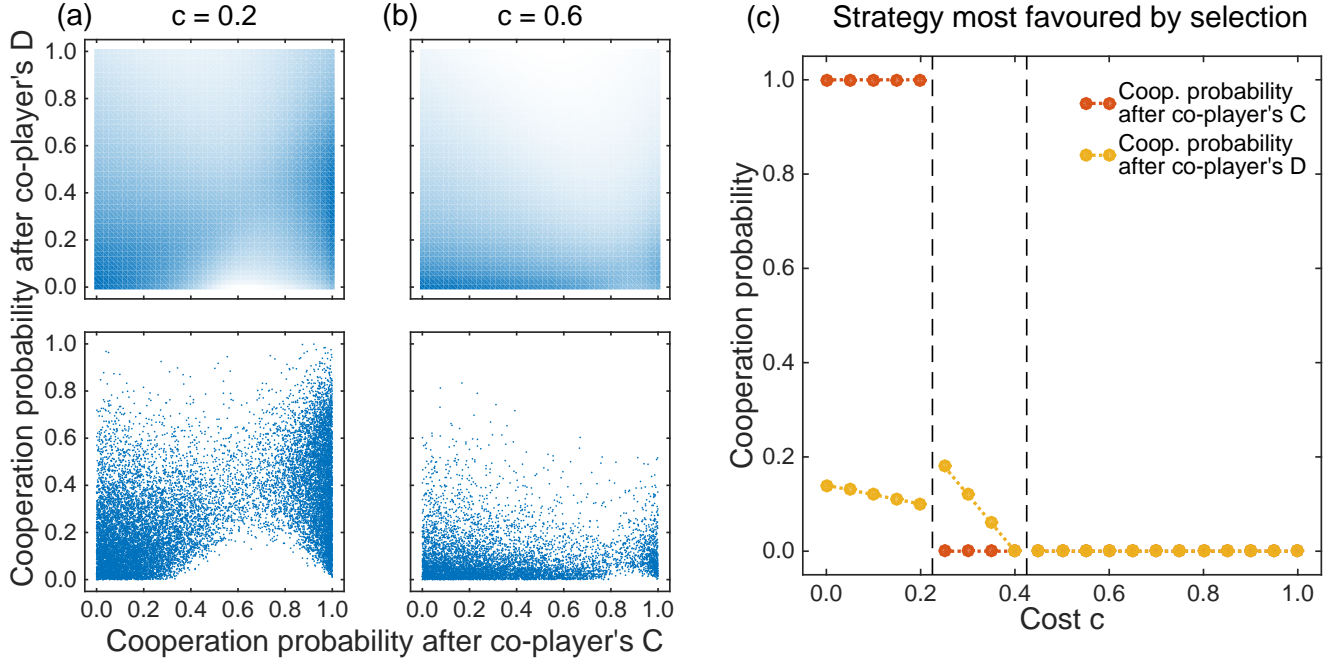 (a)
c = 0.2
(b)
c = 0.6
(c)
Strategy most favoured by selection
Cooperation probability after co-player's D
1.0
0.8
0.6
0.4
0.2
0.0
0.0 0.2 0.4 0.6 0.8 1.0
0.0 0.2 0.4 0.6 0.8 1.0
1.0
0.8
0.6
0.4
0.2
0.0
Cooperation probability after co-player's C
Cooperation probability
1.0
0.8
0.6
0.4
0.2
0.0
Coop. probability
after co-player's C
Coop. probability
after co-player's D
0.0 0.2 0.4 0.6 0.8 1.0
Cost c